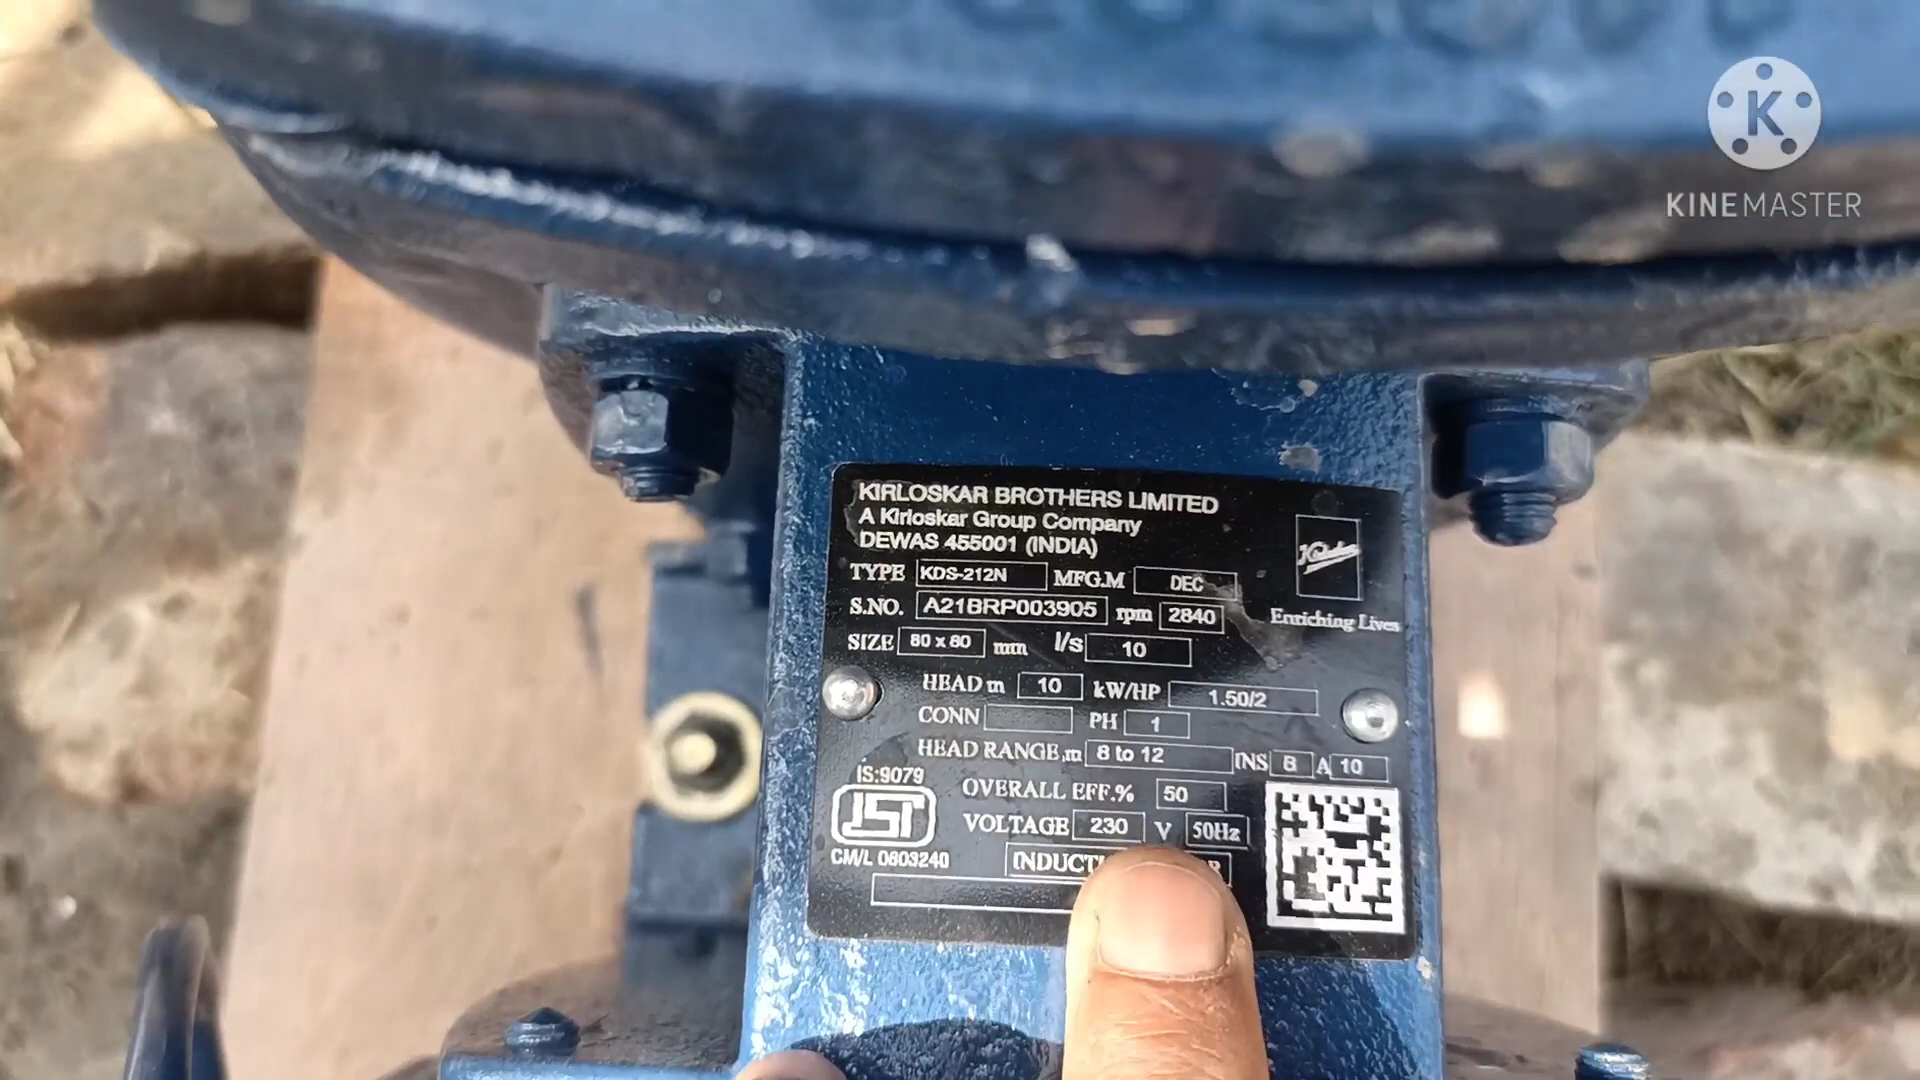 KINEMASTER
KIRLOSKAR BROTHERS LIMITED
A Kirloskar Group Company
DEWAS 455001 (INDIA)
TYPE KDS-212N MFG.M DEC
S.NO. A21BRP003905 rpm 2840
Kirloskar
Enriching Lives
SIZE 80 x 80 mm l/s 10
HEAD m 10 kW/HP 1.50/2
CONN PH 1
HEAD RANGE,m 8 to 12 INS B A 10
IS:9079
OVERALL EFF.% 50
VOLTAGE 230 V 50Hz
CM/L 0803240